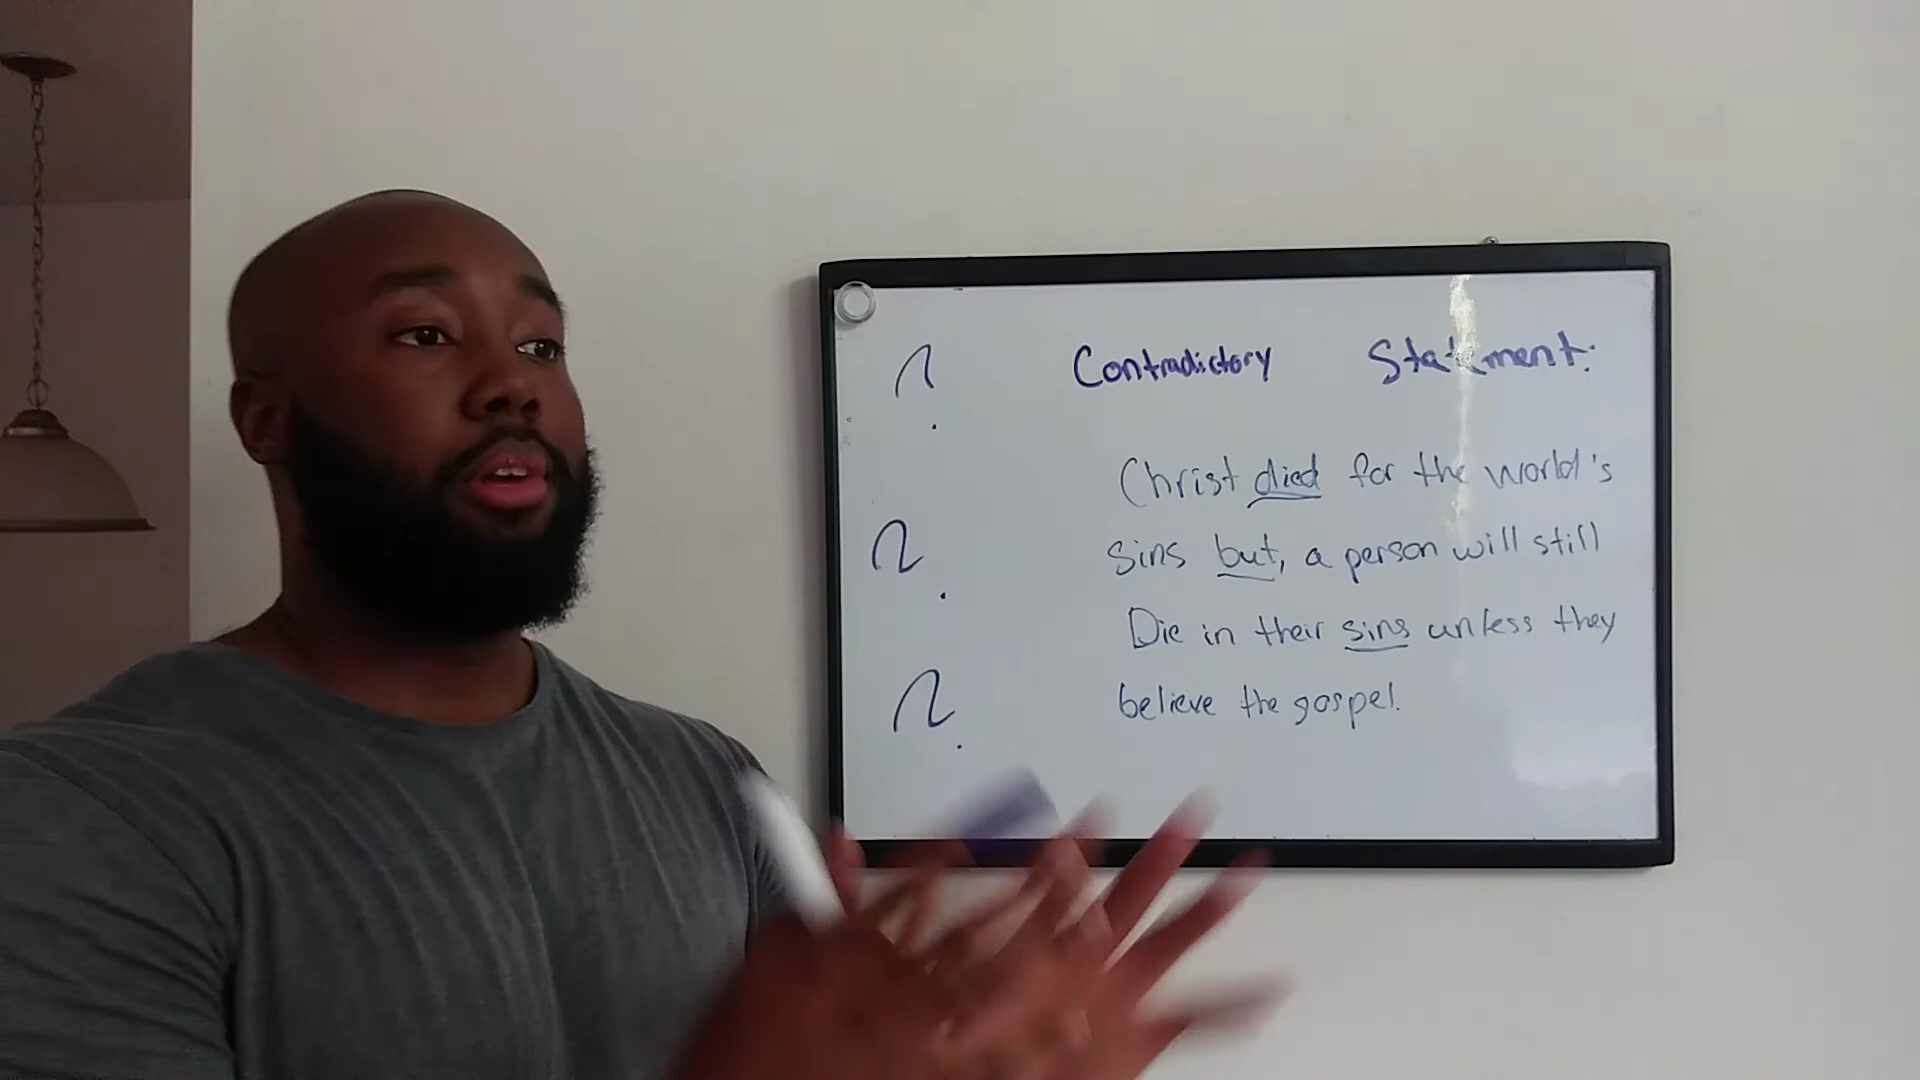 ? Contradictory Statement:
Christ died for the world's
? sins but, a person will still
Die in their sins unless they
? believe the gospel.